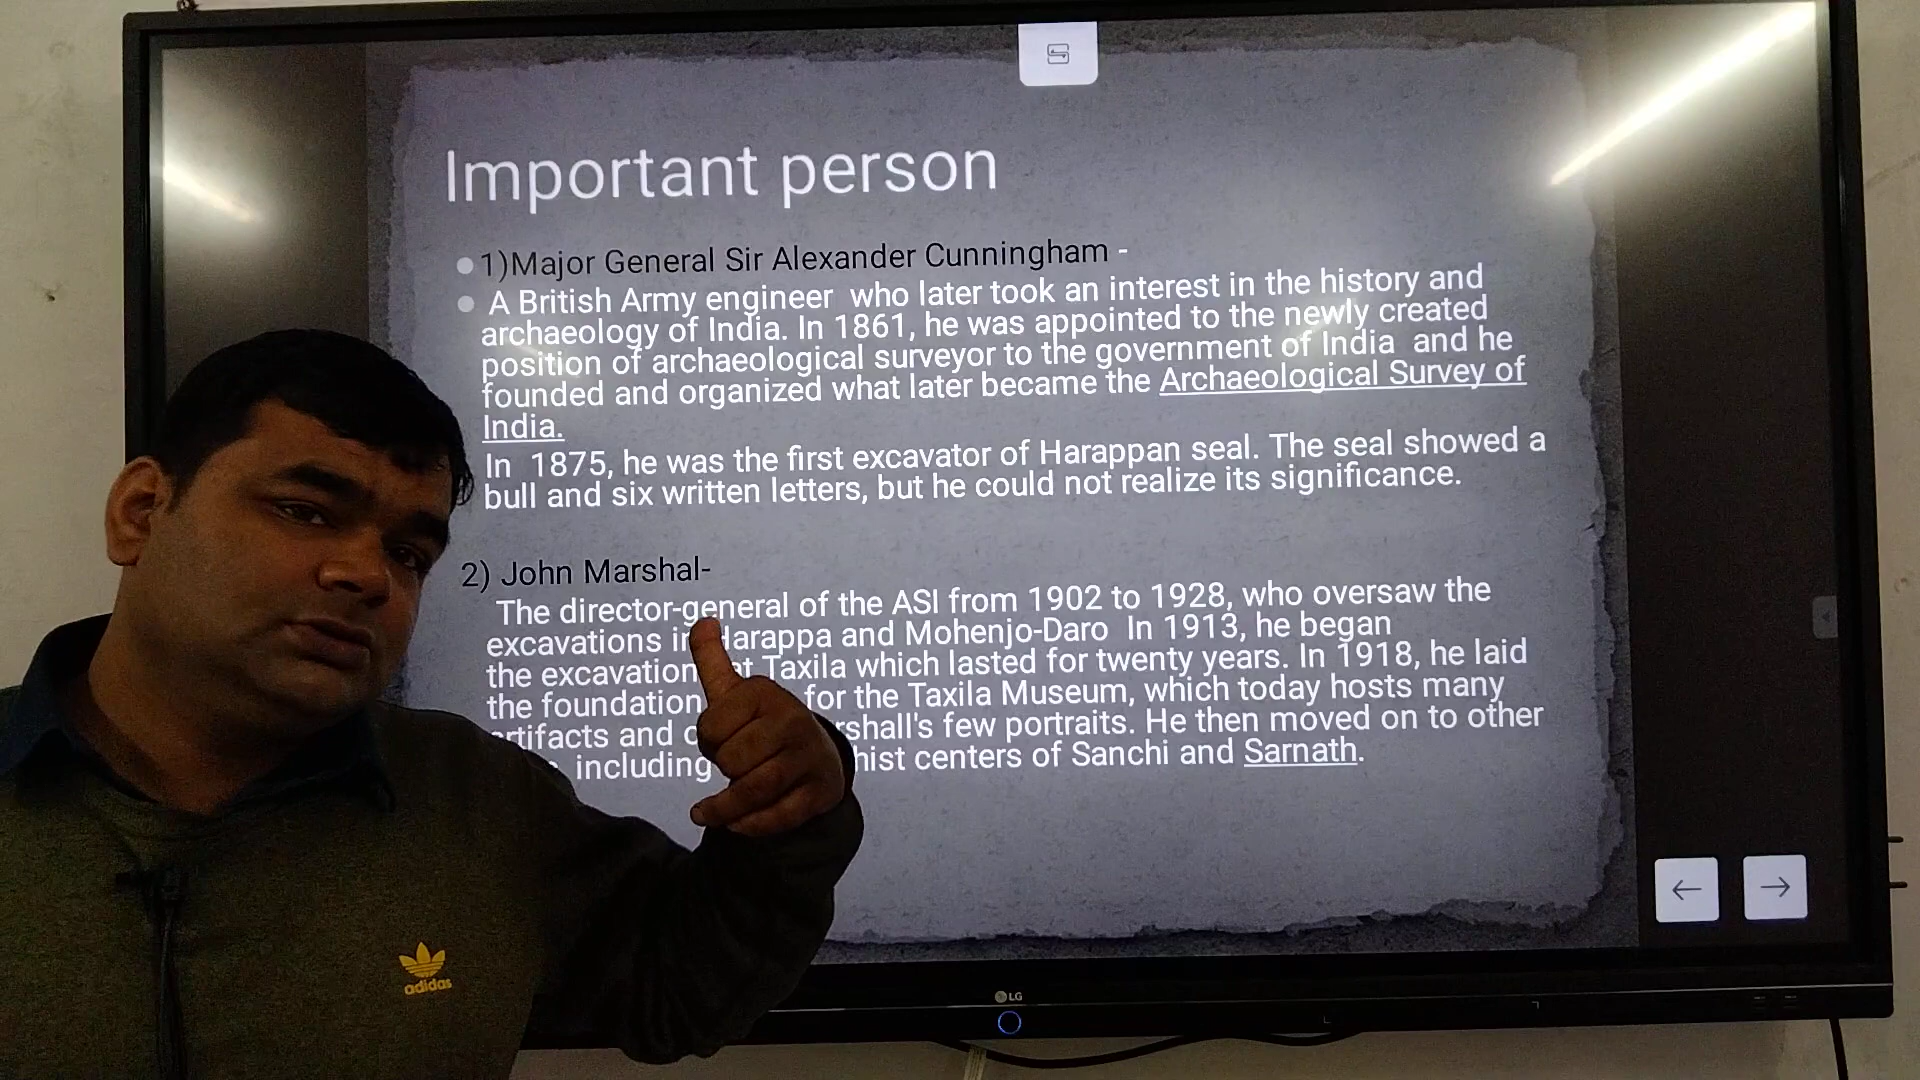 Important person
1)Major General Sir Alexander Cunningham -
A British Army engineer who later took an interest in the history and
archaeology of India. In 1861, he was appointed to the newly created
position of archaeological surveyor to the government of India and he
founded and organized what later became the Archaeological Survey of
India.
In 1875, he was the first excavator of Harappan seal. The seal showed a
bull and six written letters, but he could not realize its significance.
2) John Marshal-
The director-general of the ASI from 1902 to 1928, who oversaw the
excavations in Harappa and Mohenjo-Daro In 1913, he began
the excavation at Taxila which lasted for twenty years. In 1918, he laid
the foundation for the Taxila Museum, which today hosts many
artifacts and Marshall's few portraits. He then moved on to other
including centers of Sanchi and Sarnath.
adidas
LG